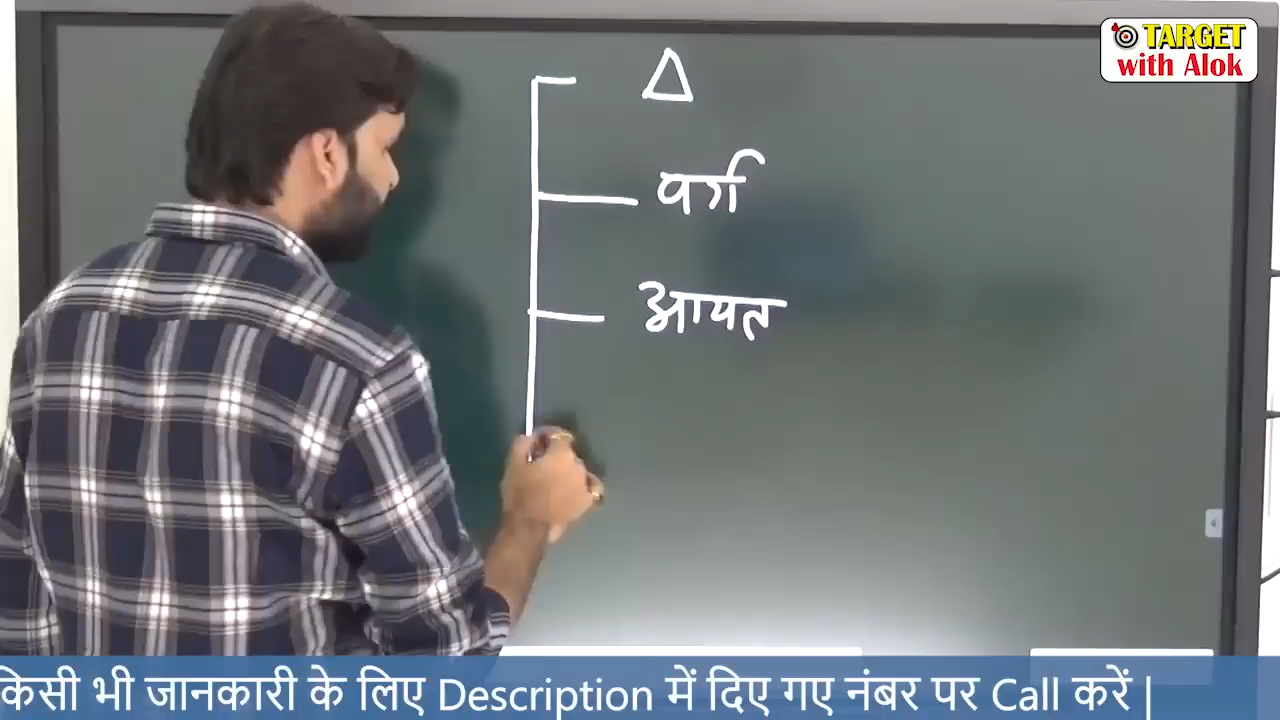 TARGET
with Alok
Δ
वर्ग
आयत
किसी भी जानकारी के लिए Description में दिए गए नंबर पर Call करें |